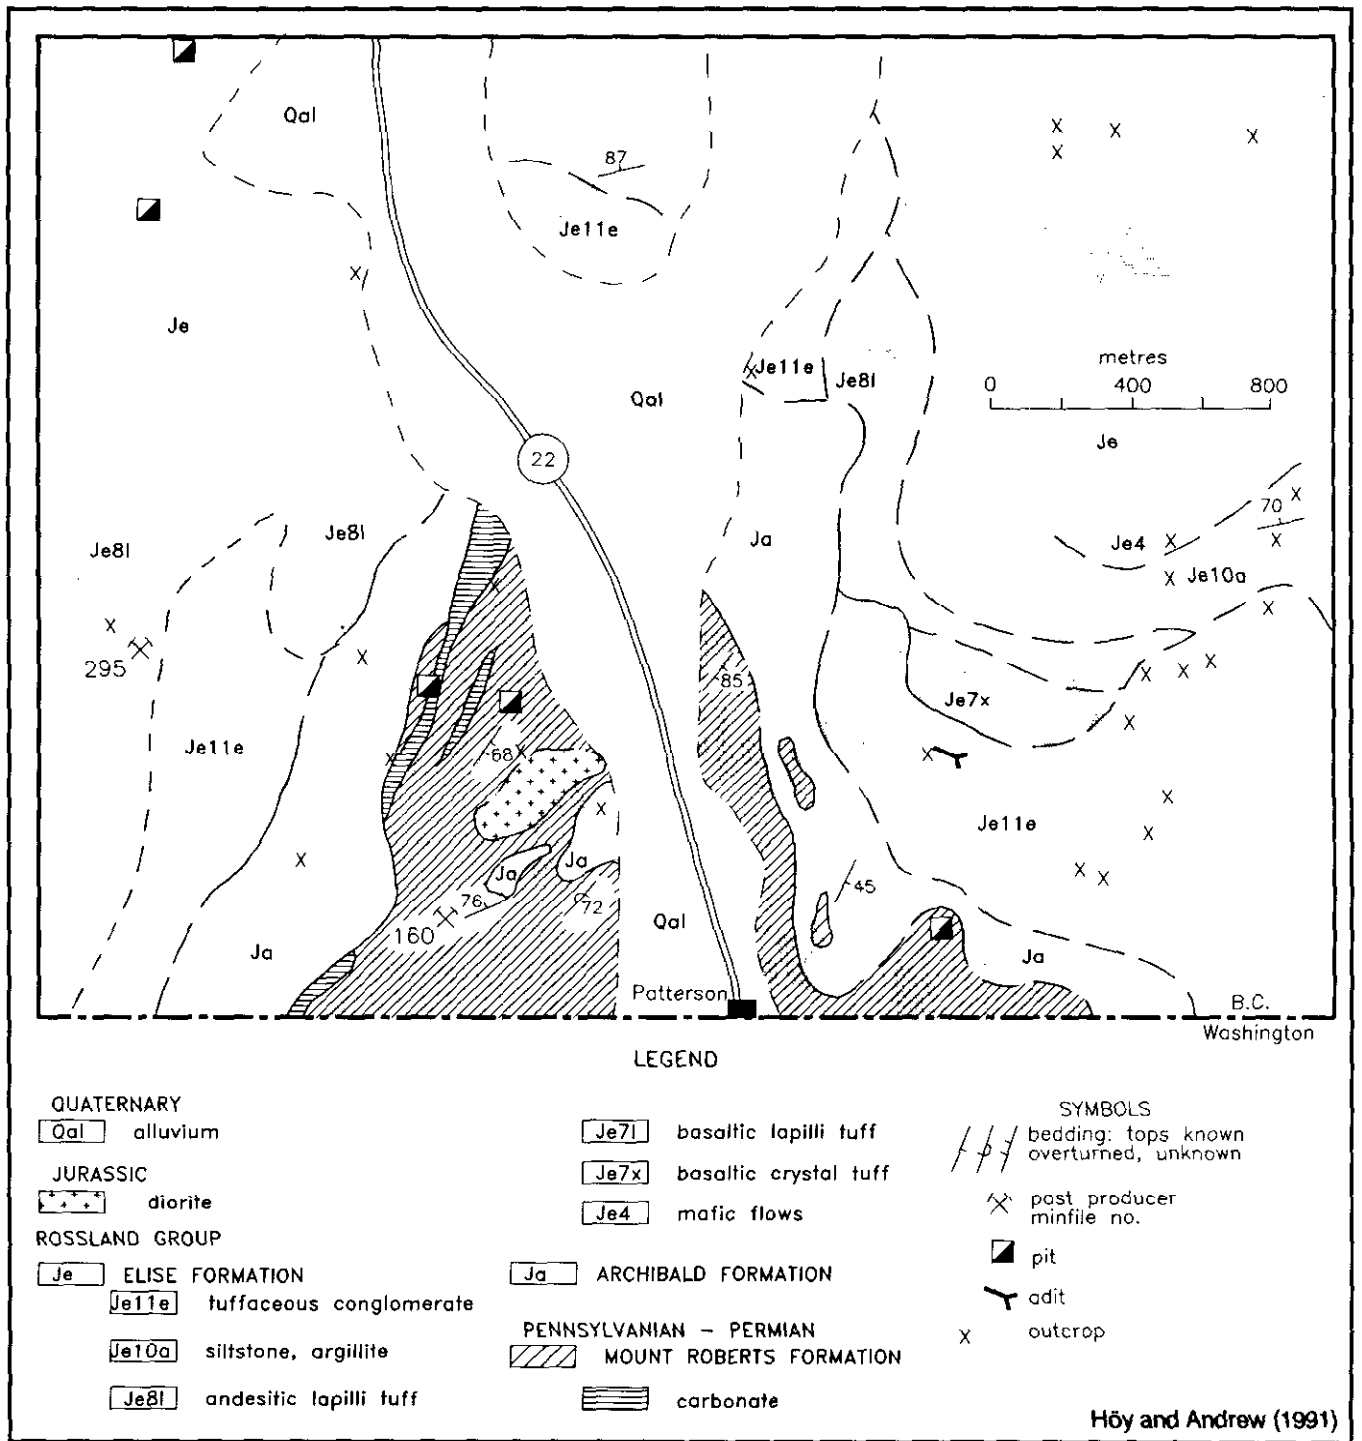 Qal
87
Je11e
Je
metres
0 400 800
Je11e
Je8l
Qal
Je
22
70
Je8l
Je8l
Ja
Je4
Je10a
295
85
Je7x
Je11e
68
Je11e
Ja
Ja
76
72
45
160
Qal
Ja
Ja
Patterson
B.C.
Washington
LEGEND
QUATERNARY
Qal alluvium
JURASSIC
diorite
ROSSLAND GROUP
Je ELISE FORMATION
Je11e tuffaceous conglomerate
Je10a siltstone, argillite
Je8l andesitic lapilli tuff
Je7l basaltic lapilli tuff
Je7x basaltic crystal tuff
Je4 mafic flows
Ja ARCHIBALD FORMATION
PENNSYLVANIAN – PERMIAN
MOUNT ROBERTS FORMATION
carbonate
SYMBOLS
bedding: tops known
overturned, unknown
past producer
minfile no.
pit
adit
outcrop
Höy and Andrew (1991)